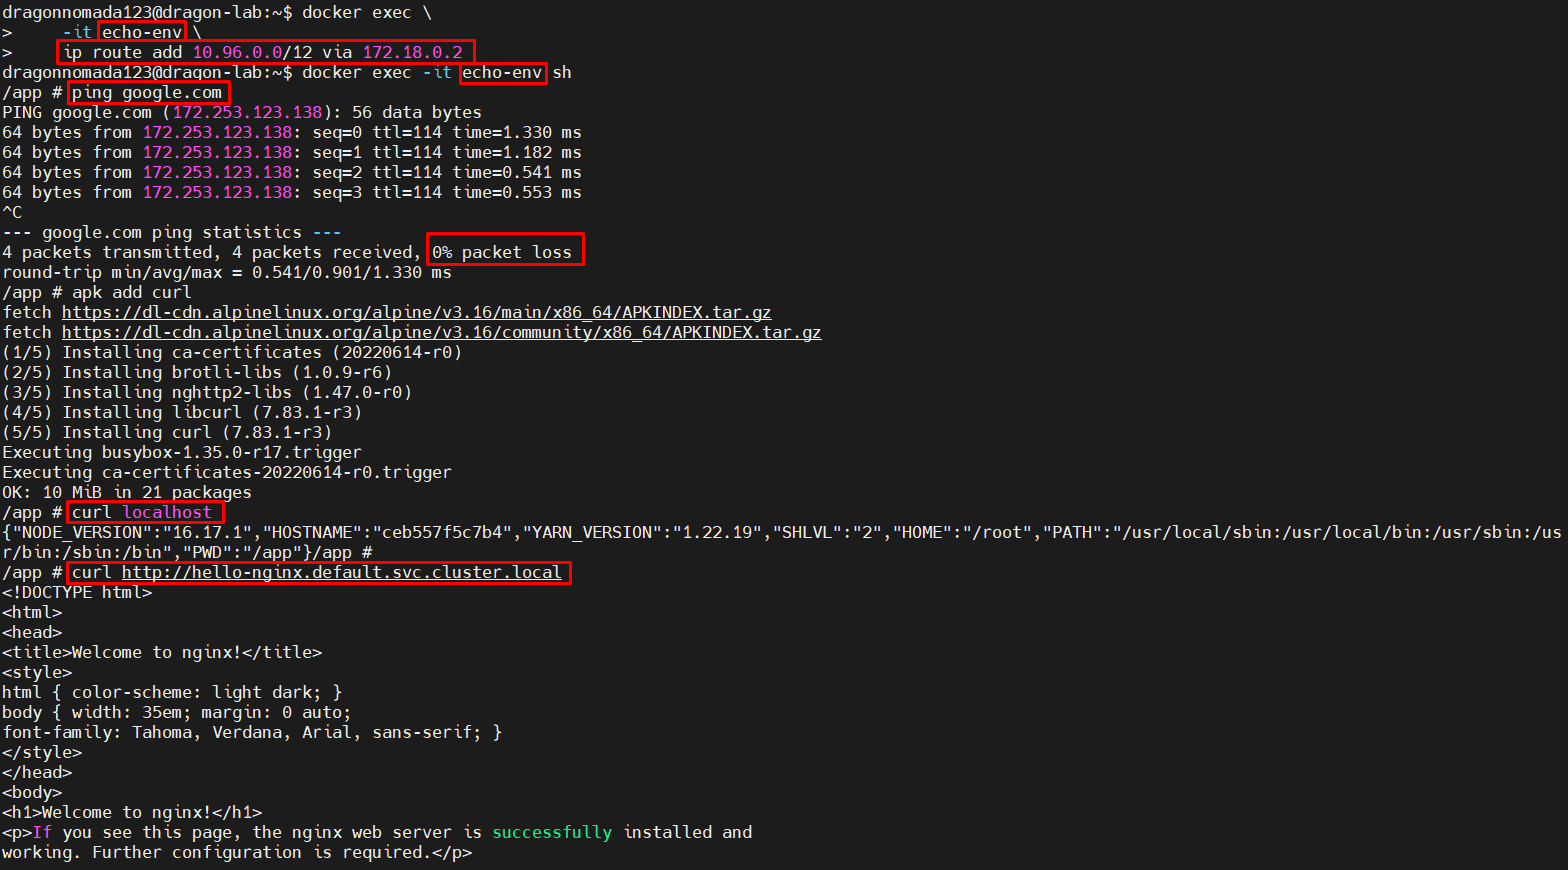 dragonnomada123@dragon-lab:~$ docker exec \
>     -it echo-env \
>     ip route add 10.96.0.0/12 via 172.18.0.2
dragonnomada123@dragon-lab:~$ docker exec -it echo-env sh
/app # ping google.com
PING google.com (172.253.123.138): 56 data bytes
64 bytes from 172.253.123.138: seq=0 ttl=114 time=1.330 ms
64 bytes from 172.253.123.138: seq=1 ttl=114 time=1.182 ms
64 bytes from 172.253.123.138: seq=2 ttl=114 time=0.541 ms
64 bytes from 172.253.123.138: seq=3 ttl=114 time=0.553 ms
^C
--- google.com ping statistics ---
4 packets transmitted, 4 packets received, 0% packet loss
round-trip min/avg/max = 0.541/0.901/1.330 ms
/app # apk add curl
fetch https://dl-cdn.alpinelinux.org/alpine/v3.16/main/x86_64/APKINDEX.tar.gz
fetch https://dl-cdn.alpinelinux.org/alpine/v3.16/community/x86_64/APKINDEX.tar.gz
(1/5) Installing ca-certificates (20220614-r0)
(2/5) Installing brotli-libs (1.0.9-r6)
(3/5) Installing nghttp2-libs (1.47.0-r0)
(4/5) Installing libcurl (7.83.1-r3)
(5/5) Installing curl (7.83.1-r3)
Executing busybox-1.35.0-r17.trigger
Executing ca-certificates-20220614-r0.trigger
OK: 10 MiB in 21 packages
/app # curl localhost
{"NODE_VERSION":"16.17.1","HOSTNAME":"ceb557f5c7b4","YARN_VERSION":"1.22.19","SHLVL":"2","HOME":"/root","PATH":"/usr/local/sbin:/usr/local/bin:/usr/sbin:/us
r/bin:/sbin:/bin","PWD":"/app"}/app #
/app # curl http://hello-nginx.default.svc.cluster.local
<!DOCTYPE html>
<html>
<head>
<title>Welcome to nginx!</title>
<style>
html { color-scheme: light dark; }
body { width: 35em; margin: 0 auto;
font-family: Tahoma, Verdana, Arial, sans-serif; }
</style>
</head>
<body>
<h1>Welcome to nginx!</h1>
<p>If you see this page, the nginx web server is successfully installed and
working. Further configuration is required.</p>